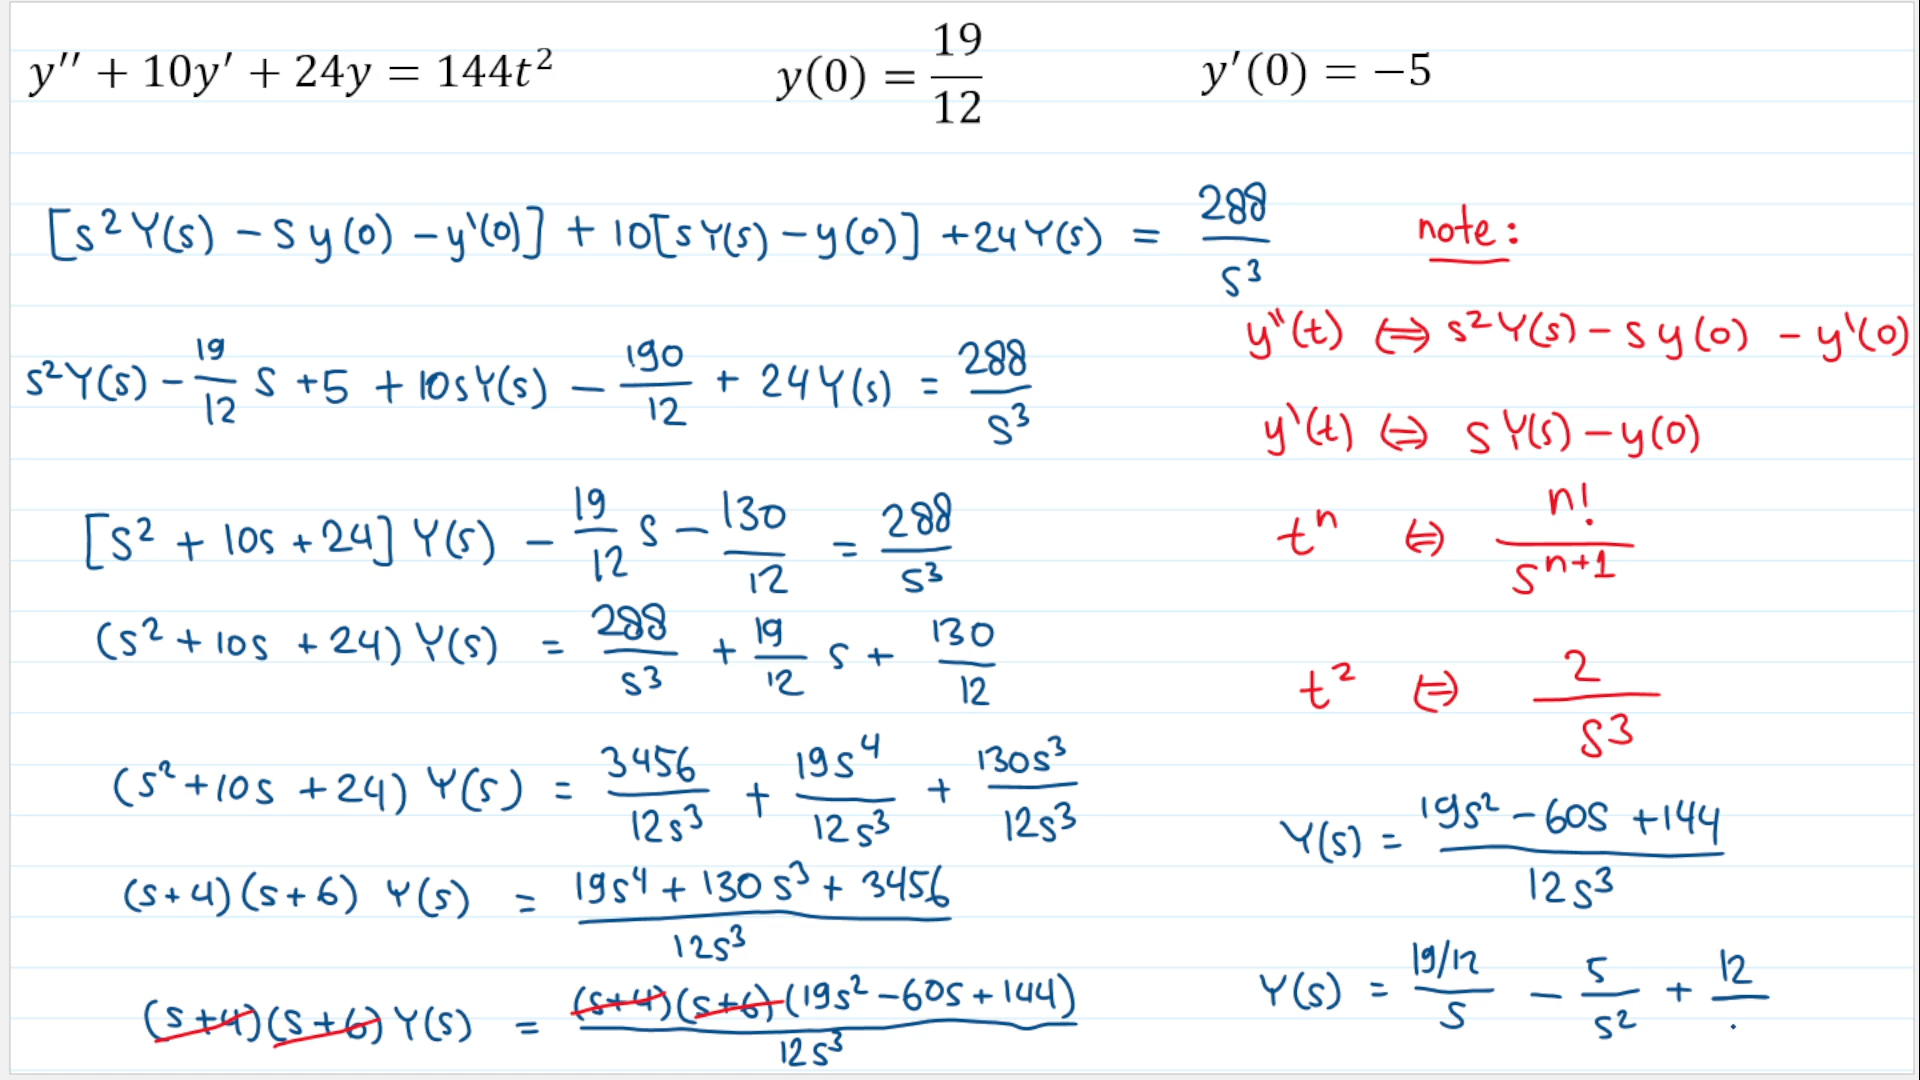 y″ + 10y′ + 24y = 144t²    y(0) = 19/12    y′(0) = −5
[s²Y(s) − sy(0) − y'(0)] + 10[sY(s) − y(0)] + 24Y(s) = 288/s³
s²Y(s) − 19/12 s + 5 + 10sY(s) − 190/12 + 24Y(s) = 288/s³
[s² + 10s + 24] Y(s) − 19/12 s − 130/12 = 288/s³
(s² + 10s + 24) Y(s) = 288/s³ + 19/12 s + 130/12
(s² + 10s + 24) Y(s) = 3456/12s³ + 19s⁴/12s³ + 130s³/12s³
(s+4)(s+6) Y(s) = 19s⁴ + 130s³ + 3456/12s³
(s+4)(s+6) Y(s) = (s+4)(s+6)(19s² − 60s + 144)/12s³
note:
y''(t) ⇔ s²Y(s) − sy(0) − y'(0)
y'(t) ⇔ sY(s) − y(0)
tⁿ ⇔ n!/sⁿ⁺¹
t² ⇔ 2/s³
Y(s) = 19s² − 60s + 144/12s³
Y(s) = 19/12/s − 5/s² + 12/